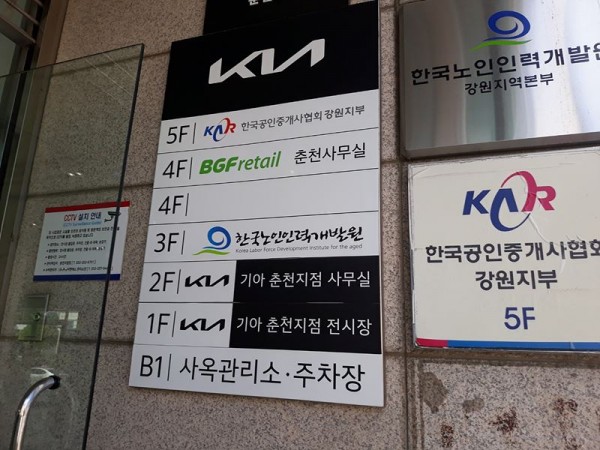 KIA
5F KAR 한국공인중개사협회 강원지부
4F BGFretail 춘천사무실
4F
3F 한국노인인력개발원
Korea Labor Force Development Institute for the aged
2F KIA 기아 춘천지점 사무실
1F KIA 기아 춘천지점 전시장
B1 사옥관리소·주차장
한국노인인력개발원
강원지역본부
KAR
한국공인중개사협회
강원지부
5F
CCTV 설치 안내